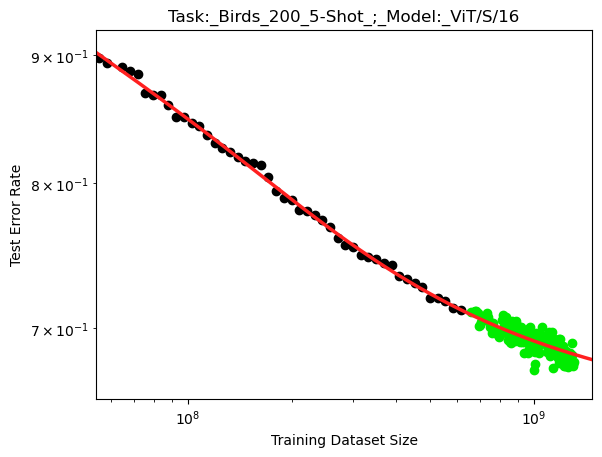 Task:_Birds_200_5-Shot_;_Model:_ViT/S/16
Test Error Rate
9 × 10⁻¹
8 × 10⁻¹
7 × 10⁻¹
10⁸
10⁹
Training Dataset Size